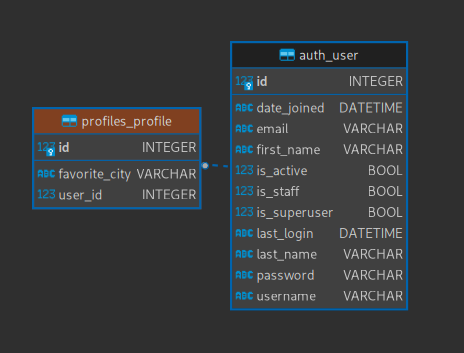 auth_user
123 id INTEGER
ABC date_joined DATETIME
ABC email VARCHAR
ABC first_name VARCHAR
123 is_active BOOL
123 is_staff BOOL
123 is_superuser BOOL
ABC last_login DATETIME
ABC last_name VARCHAR
ABC password VARCHAR
ABC username VARCHAR
profiles_profile
123 id INTEGER
ABC favorite_city VARCHAR
123 user_id INTEGER